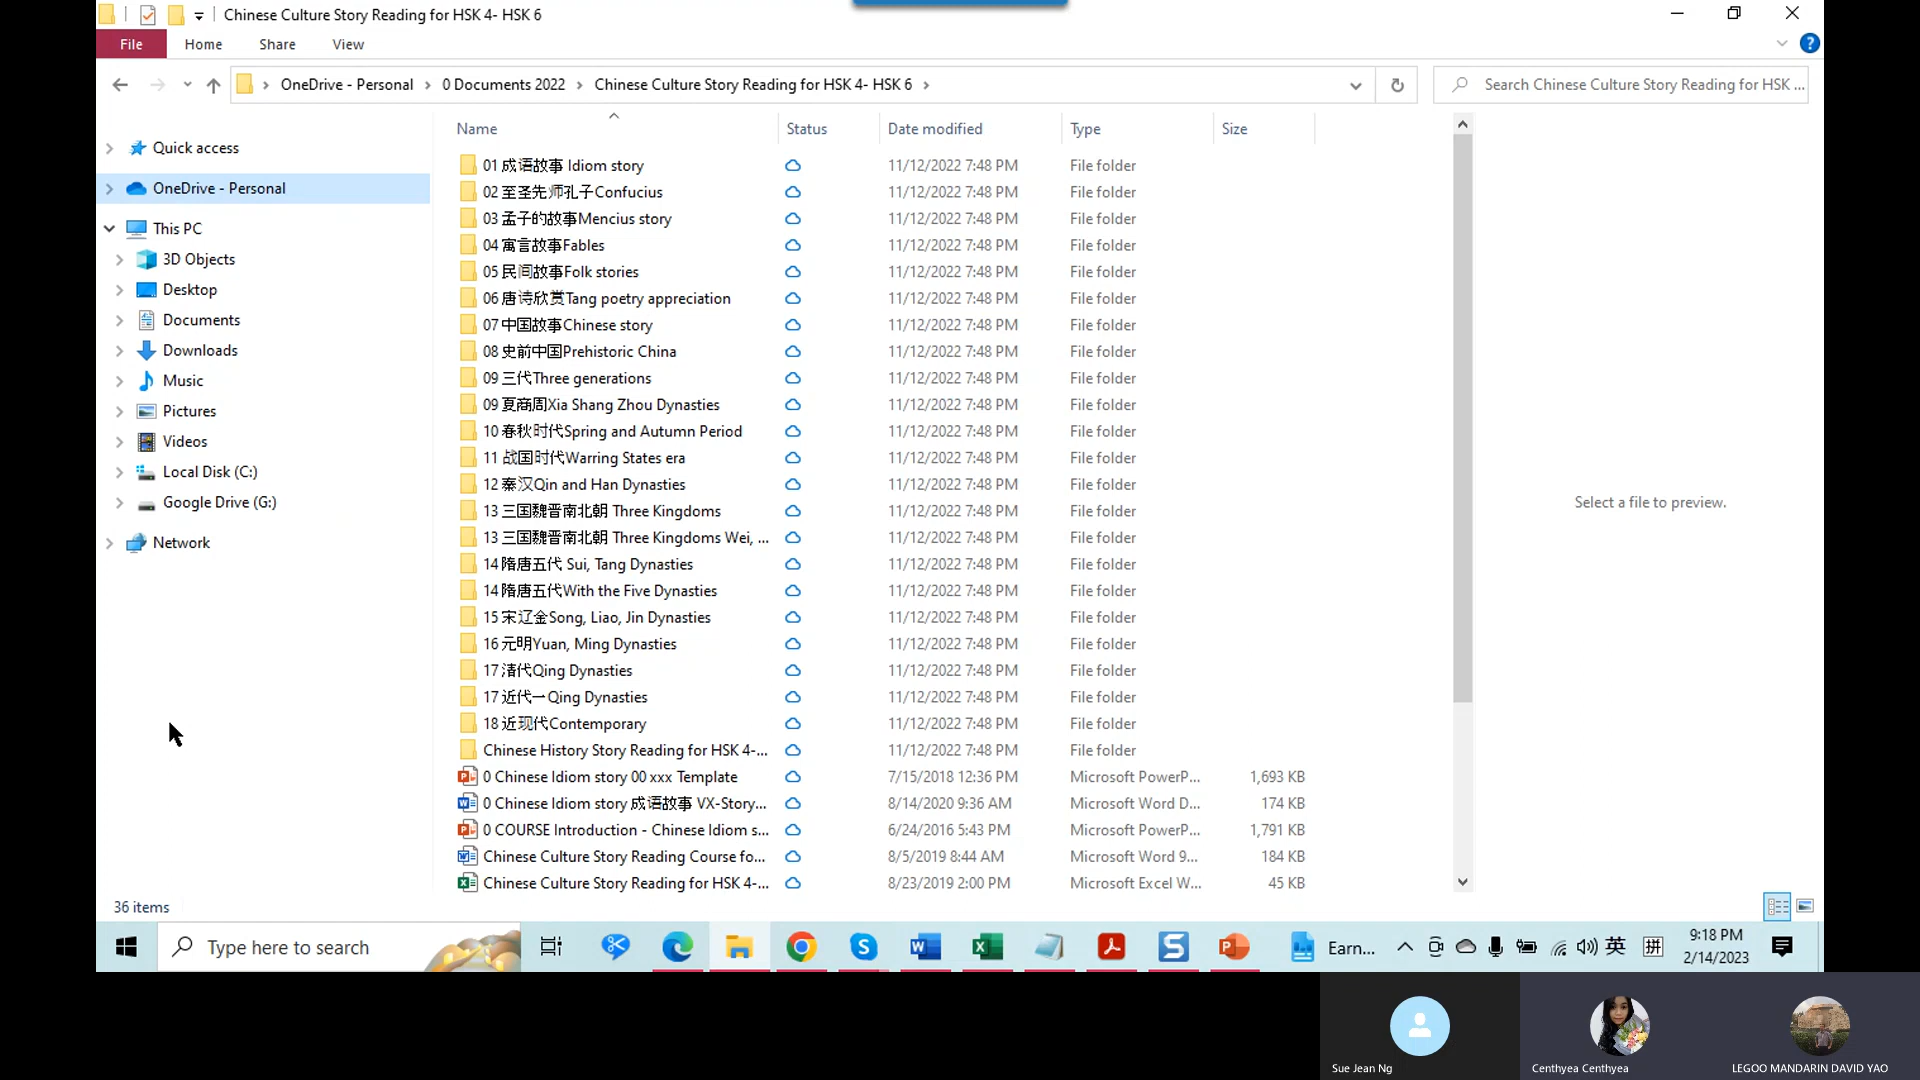 Chinese Culture Story Reading for HSK 4- HSK 6
File Home Share View
OneDrive - Personal 0 Documents 2022 Chinese Culture Story Reading for HSK 4- HSK 6
Search Chinese Culture Story Reading for HSK ...
Name Status Date modified Type Size
Quick access
OneDrive - Personal
This PC
3D Objects
Desktop
Documents
Downloads
Music
Pictures
Videos
Local Disk (C:)
Google Drive (G:)
Network
01 成语故事 Idiom story 11/12/2022 7:48 PM File folder
02 至圣先师孔子Confucius 11/12/2022 7:48 PM File folder
03 孟子的故事Mencius story 11/12/2022 7:48 PM File folder
04 寓言故事Fables 11/12/2022 7:48 PM File folder
05 民间故事Folk stories 11/12/2022 7:48 PM File folder
06 唐诗欣赏Tang poetry appreciation 11/12/2022 7:48 PM File folder
07 中国故事Chinese story 11/12/2022 7:48 PM File folder
08 史前中国Prehistoric China 11/12/2022 7:48 PM File folder
09 三代Three generations 11/12/2022 7:48 PM File folder
09 夏商周Xia Shang Zhou Dynasties 11/12/2022 7:48 PM File folder
10 春秋时代Spring and Autumn Period 11/12/2022 7:48 PM File folder
11 战国时代Warring States era 11/12/2022 7:48 PM File folder
12 秦汉Qin and Han Dynasties 11/12/2022 7:48 PM File folder
13 三国魏晋南北朝 Three Kingdoms 11/12/2022 7:48 PM File folder
13 三国魏晋南北朝 Three Kingdoms Wei, ... 11/12/2022 7:48 PM File folder
14 隋唐五代 Sui, Tang Dynasties 11/12/2022 7:48 PM File folder
14 隋唐五代With the Five Dynasties 11/12/2022 7:48 PM File folder
15 宋辽金Song, Liao, Jin Dynasties 11/12/2022 7:48 PM File folder
16 元明Yuan, Ming Dynasties 11/12/2022 7:48 PM File folder
17 清代Qing Dynasties 11/12/2022 7:48 PM File folder
17 近代一Qing Dynasties 11/12/2022 7:48 PM File folder
18 近现代Contemporary 11/12/2022 7:48 PM File folder
Chinese History Story Reading for HSK 4-... 11/12/2022 7:48 PM File folder
0 Chinese Idiom story 00 xxx Template 7/15/2018 12:36 PM Microsoft PowerP... 1,693 KB
0 Chinese Idiom story 成语故事 VX-Story... 8/14/2020 9:36 AM Microsoft Word D... 174 KB
0 COURSE Introduction - Chinese Idiom s... 6/24/2016 5:43 PM Microsoft PowerP... 1,791 KB
Chinese Culture Story Reading Course fo... 8/5/2019 8:44 AM Microsoft Word 9... 184 KB
Chinese Culture Story Reading for HSK 4-... 8/23/2019 2:00 PM Microsoft Excel W... 45 KB
Select a file to preview.
36 items
Type here to search
Earn...
英
拼
9:18 PM
2/14/2023
Sue Jean Ng
Centhyea Centhyea
LEGOO MANDARIN DAVID YAO